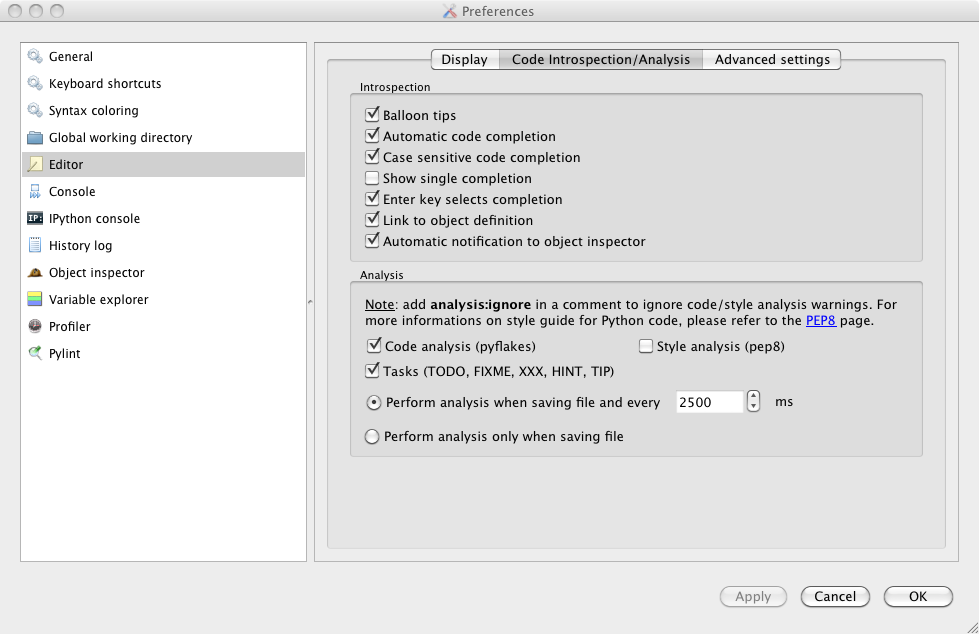 Preferences
General
Keyboard shortcuts
Syntax coloring
Global working directory
Editor
Console
IP: IPython console
History log
Object inspector
Variable explorer
Profiler
Pylint
Display Code Introspection/Analysis Advanced settings
Introspection
Balloon tips
Automatic code completion
Case sensitive code completion
Show single completion
Enter key selects completion
Link to object definition
Automatic notification to object inspector
Analysis
Note: add analysis:ignore in a comment to ignore code/style analysis warnings. For
more informations on style guide for Python code, please refer to the PEP8 page.
Code analysis (pyflakes) Style analysis (pep8)
Tasks (TODO, FIXME, XXX, HINT, TIP)
Perform analysis when saving file and every 2500 ms
Perform analysis only when saving file
Apply Cancel OK